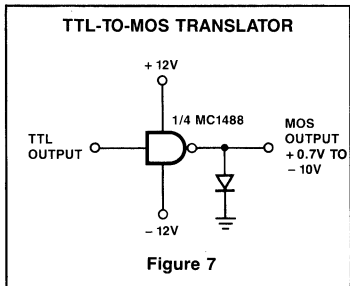 TTL-TO-MOS TRANSLATOR
+ 12V
1/4 MC1488
TTL
OUTPUT
MOS
OUTPUT
+ 0.7V TO
– 10V
– 12V
Figure 7